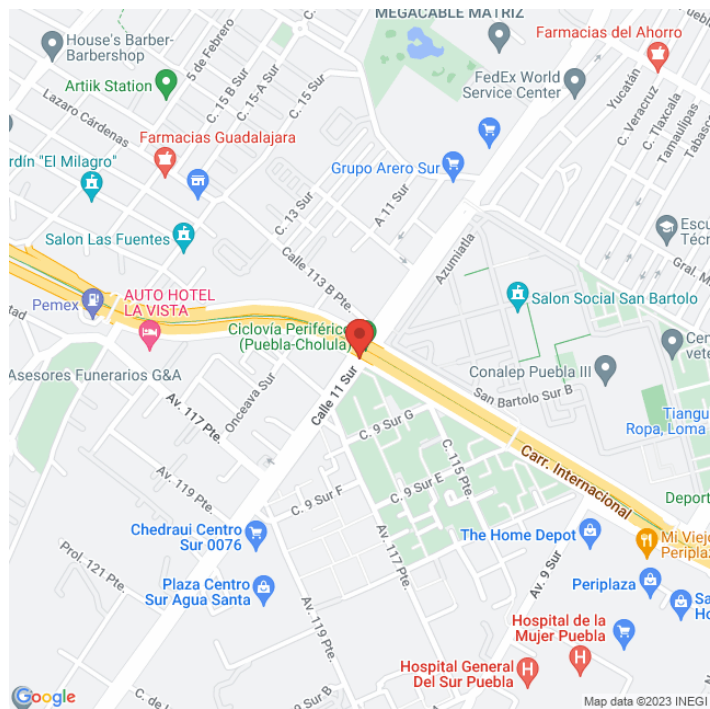 MEGACABLE MATRIZ
House's Barber-
Barbershop
5 de Febrero
Farmacias del Ahorro
Artiik Station
C. 15 B Sur
C. 15-A Sur
C. 15 Sur
FedEx World
Service Center
Yucatán
C. Veracruz
C. Tlaxcala
Tamaulipas
Tabasc
Lazaro Cárdenas
Farmacias Guadalajara
rdín "El Milagro"
Grupo Arero Sur
C. 13 Sur
A 11 Sur
Salon Las Fuentes
Escu
Técn
Azumiatla
Gral. M
Calle 113 B Pte.
AUTO HOTEL
LA VISTA
Pemex
tad
Salon Social San Bartolo
Ciclovía Periférico
(Puebla-Cholula)
Cen
vete
Asesores Funerarios G&A
Conalep Puebla III
San Bartolo Sur B
Tiangu
Ropa, Loma
Onceava Sur
Calle 11 Sur
Av. 117 Pte.
C. 9 Sur G
C. 115 Pte.
Carr. Internacional
Av. 119 Pte.
C. 9 Sur F
C. 9 Sur E
Deport
Chedraui Centro
Sur 0076
The Home Depot
Mi Viejo
Periplaza
Av. 117 Pte.
Prol. 121 Pte.
Plaza Centro
Sur Agua Santa
Av. 9 Sur
Periplaza
Sa
Ho
Av. 119 Pte.
Hospital de la
Mujer Puebla
Hospital General
Del Sur Puebla
Sur B
C. de
N
Google
Map data ©2023 INEGI